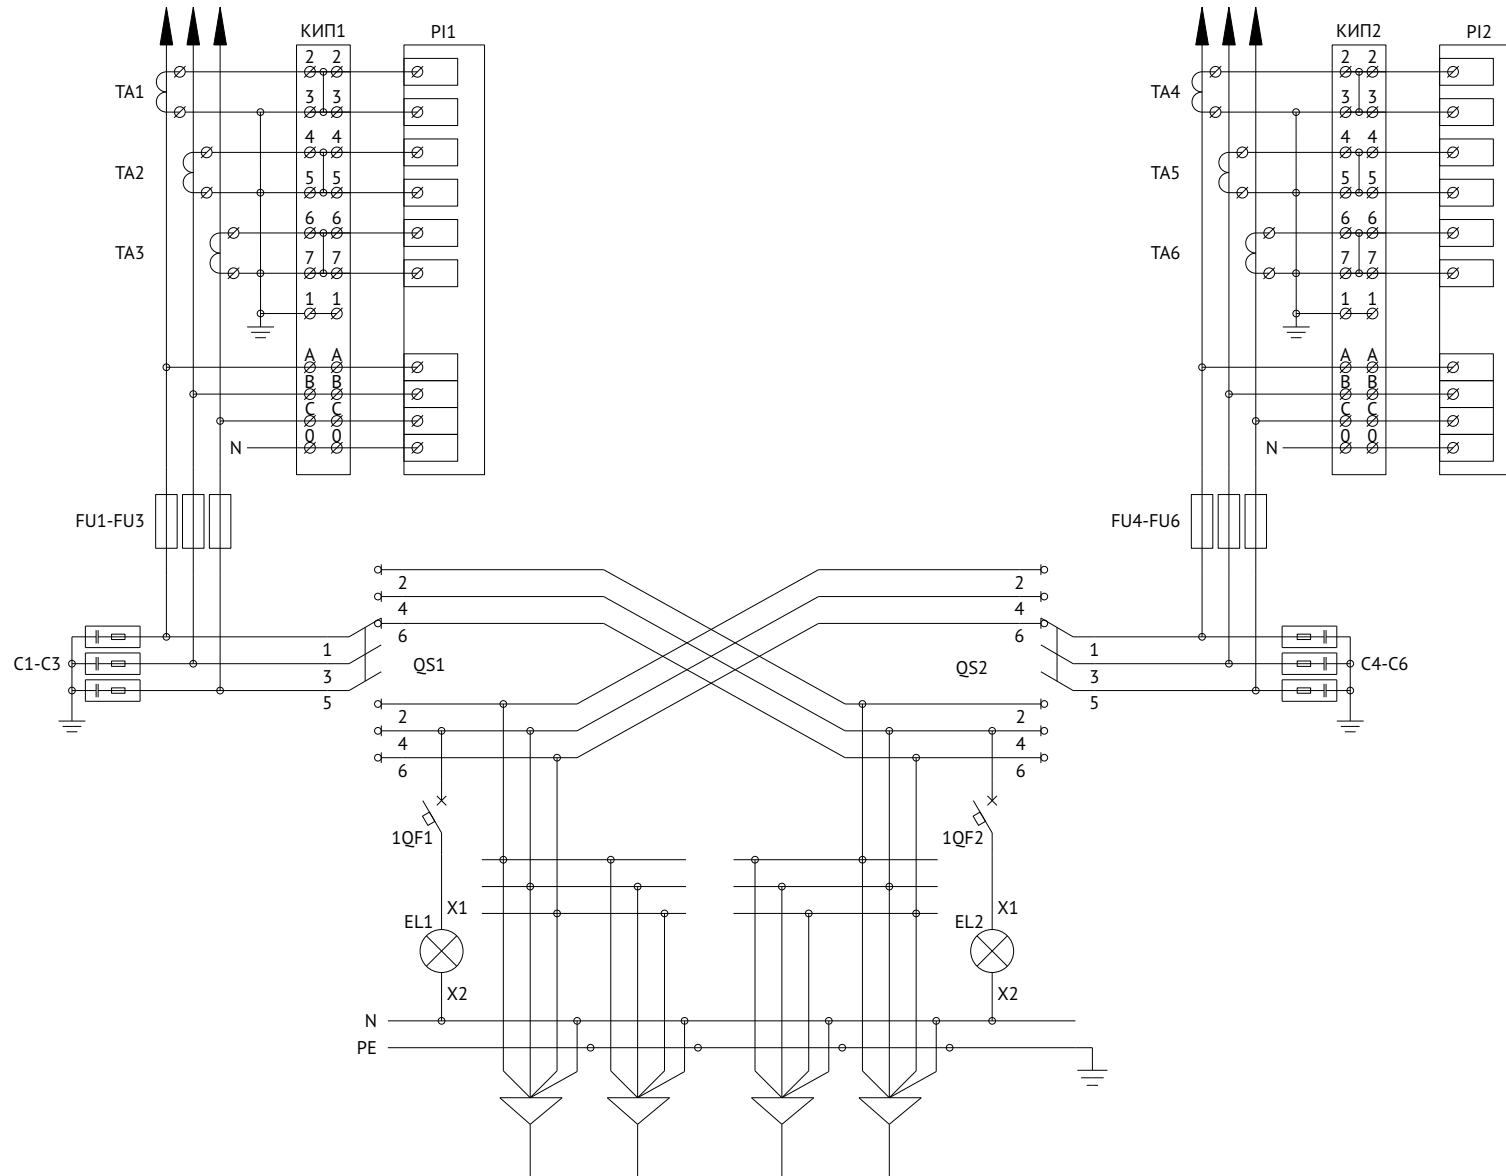 КИП1
PI1
КИП2
PI2
TA1
2 2
3 3
TA2
4 4
5 5
TA3
6 6
7 7
1 1
A A
B B
C C
N
0 0
TA4
2 2
3 3
TA5
4 4
5 5
TA6
6 6
7 7
1 1
A A
B B
C C
N
0 0
FU1-FU3
FU4-FU6
2
4
6
2
4
6
C1-C3
1
3
5
QS1
QS2
1
3
5
C4-C6
2
4
6
2
4
6
1QF1
1QF2
X1
EL1
X2
X1
EL2
X2
N
PE